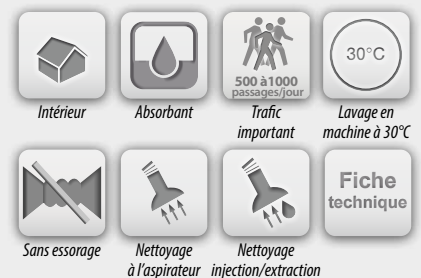 500 à 1000
passages/jour
30°C
Intérieur
Absorbant
Trafic
important
Lavage en
machine à 30°C
Fiche
technique
Sans essorage
Nettoyage
à l'aspirateur
Nettoyage
injection/extraction